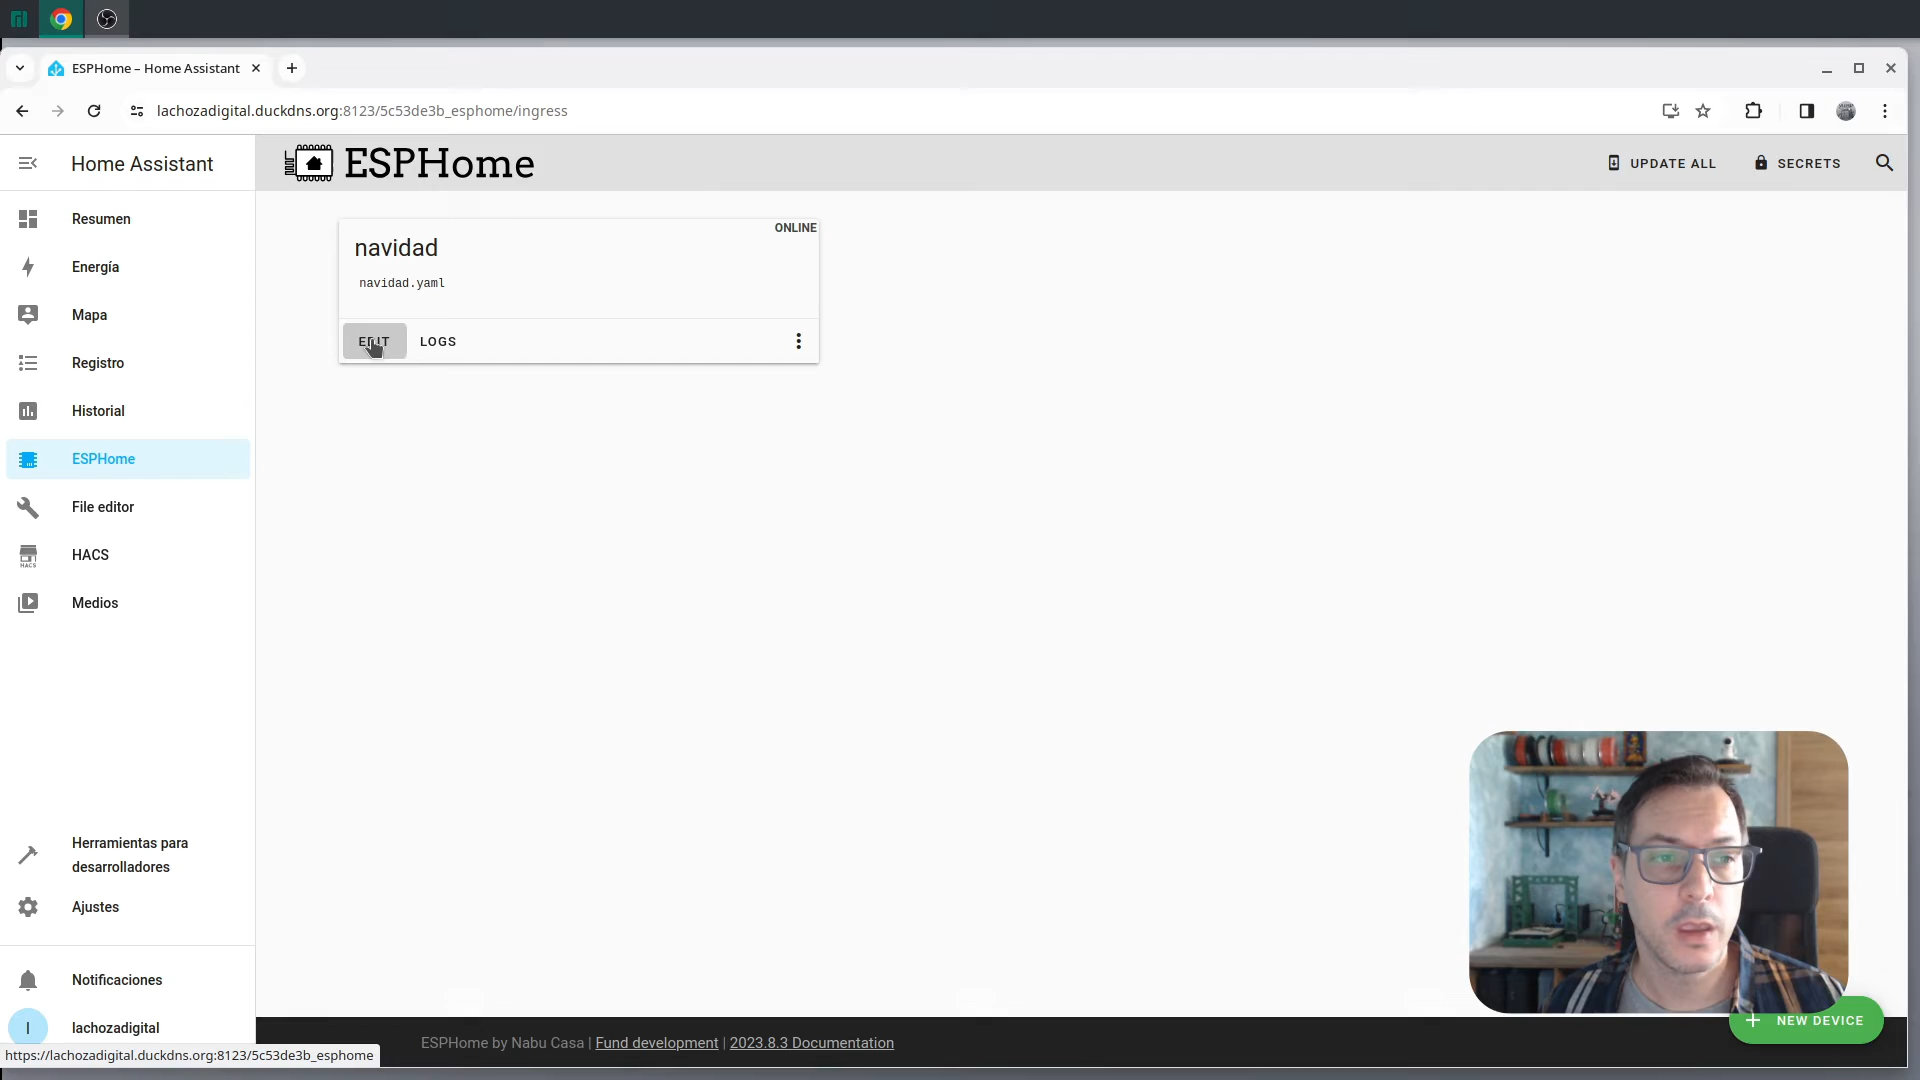 ESPHome – Home Assistant
lachozadigital.duckdns.org:8123/5c53de3b_esphome/ingress
Home Assistant
ESPHome
UPDATE ALL
SECRETS
Resumen
Energía
Mapa
Registro
Historial
ESPHome
File editor
HACS
HACS
Medios
Herramientas para
desarrolladores
Ajustes
Notificaciones
l
lachozadigital
ONLINE
navidad
navidad.yaml
EDIT
LOGS
NEW DEVICE
ESPHome by Nabu Casa | Fund development | 2023.8.3 Documentation
https://lachozadigital.duckdns.org:8123/5c53de3b_esphome